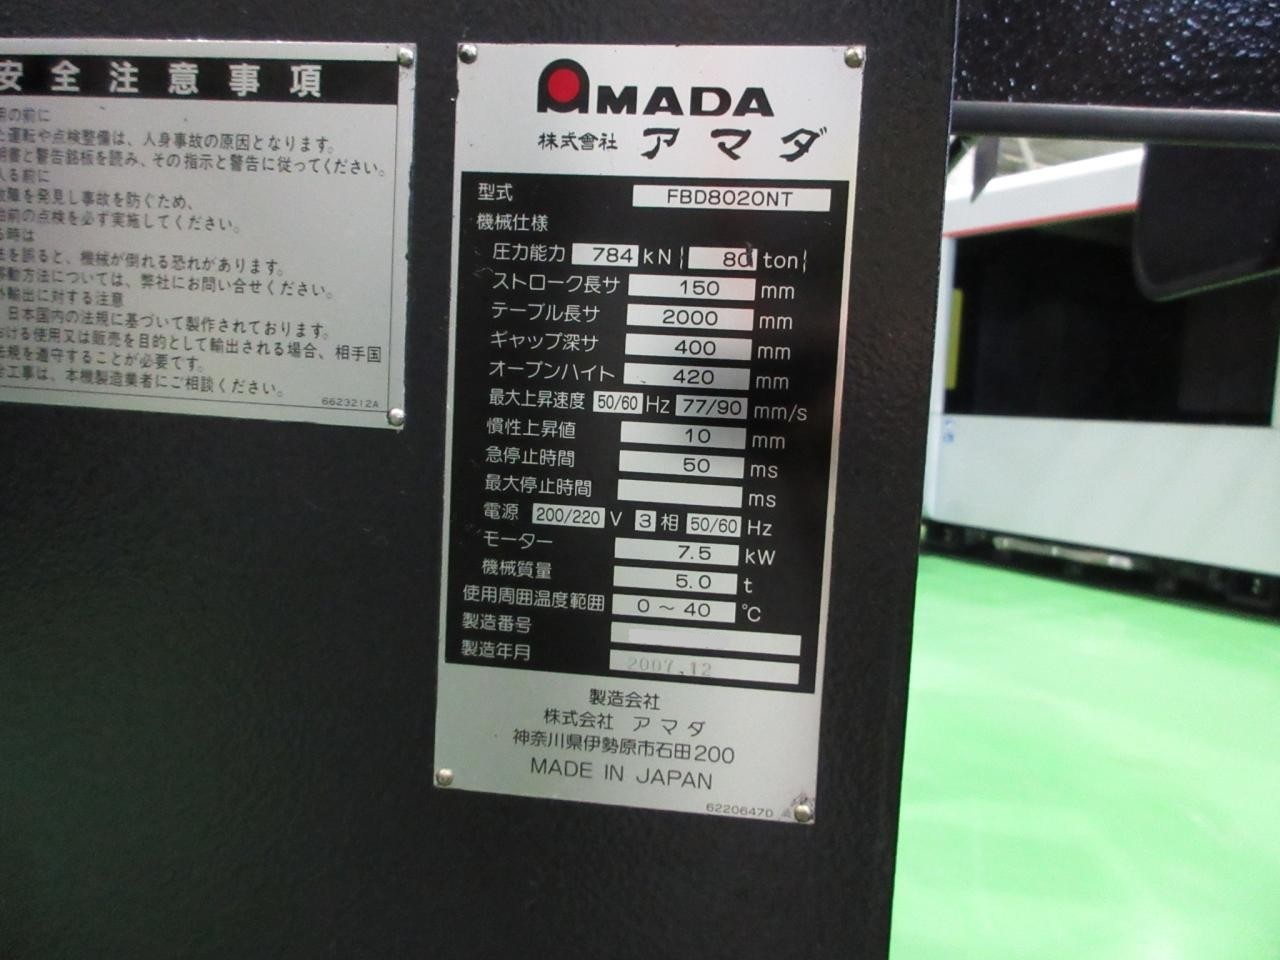 安全注意事項
用の前に
運転や点検整備は、人身事故の原因となります。
書と警告銘板を読み、その指示と警告に従ってください。
る前に
故障を発見し事故を防ぐため、
前の点検を必ず実施してください。
る時は
を誤ると、機械が倒れる恐れがあります。
移動方法については、弊社にお問い合せください。
輸出に対する注意
日本国内の法規に基づいて製作されております。
ける使用又は販売を目的として輸出される場合、相手国
法規を遵守することが必要です。
工事は、本機製造業者にご相談ください。
6623212A
AMADA
株式會社 アマダ
型式 FBD8020NT
機械仕様
圧力能力 784 kN { 80 ton}
ストローク長サ 150 mm
テーブル長サ 2000 mm
ギャップ深サ 400 mm
オープンハイト 420 mm
最大上昇速度 50/60 Hz 77/90 mm/s
慣性上昇値 10 mm
急停止時間 50 ms
最大停止時間 ms
電源 200/220 V 3 相 50/60 Hz
モーター 7.5 kW
機械質量 5.0 t
使用周囲温度範囲 0～40 ℃
製造番号
製造年月 2007.12
製造会社
株式会社 アマダ
神奈川県伊勢原市石田200
MADE IN JAPAN
6220647D